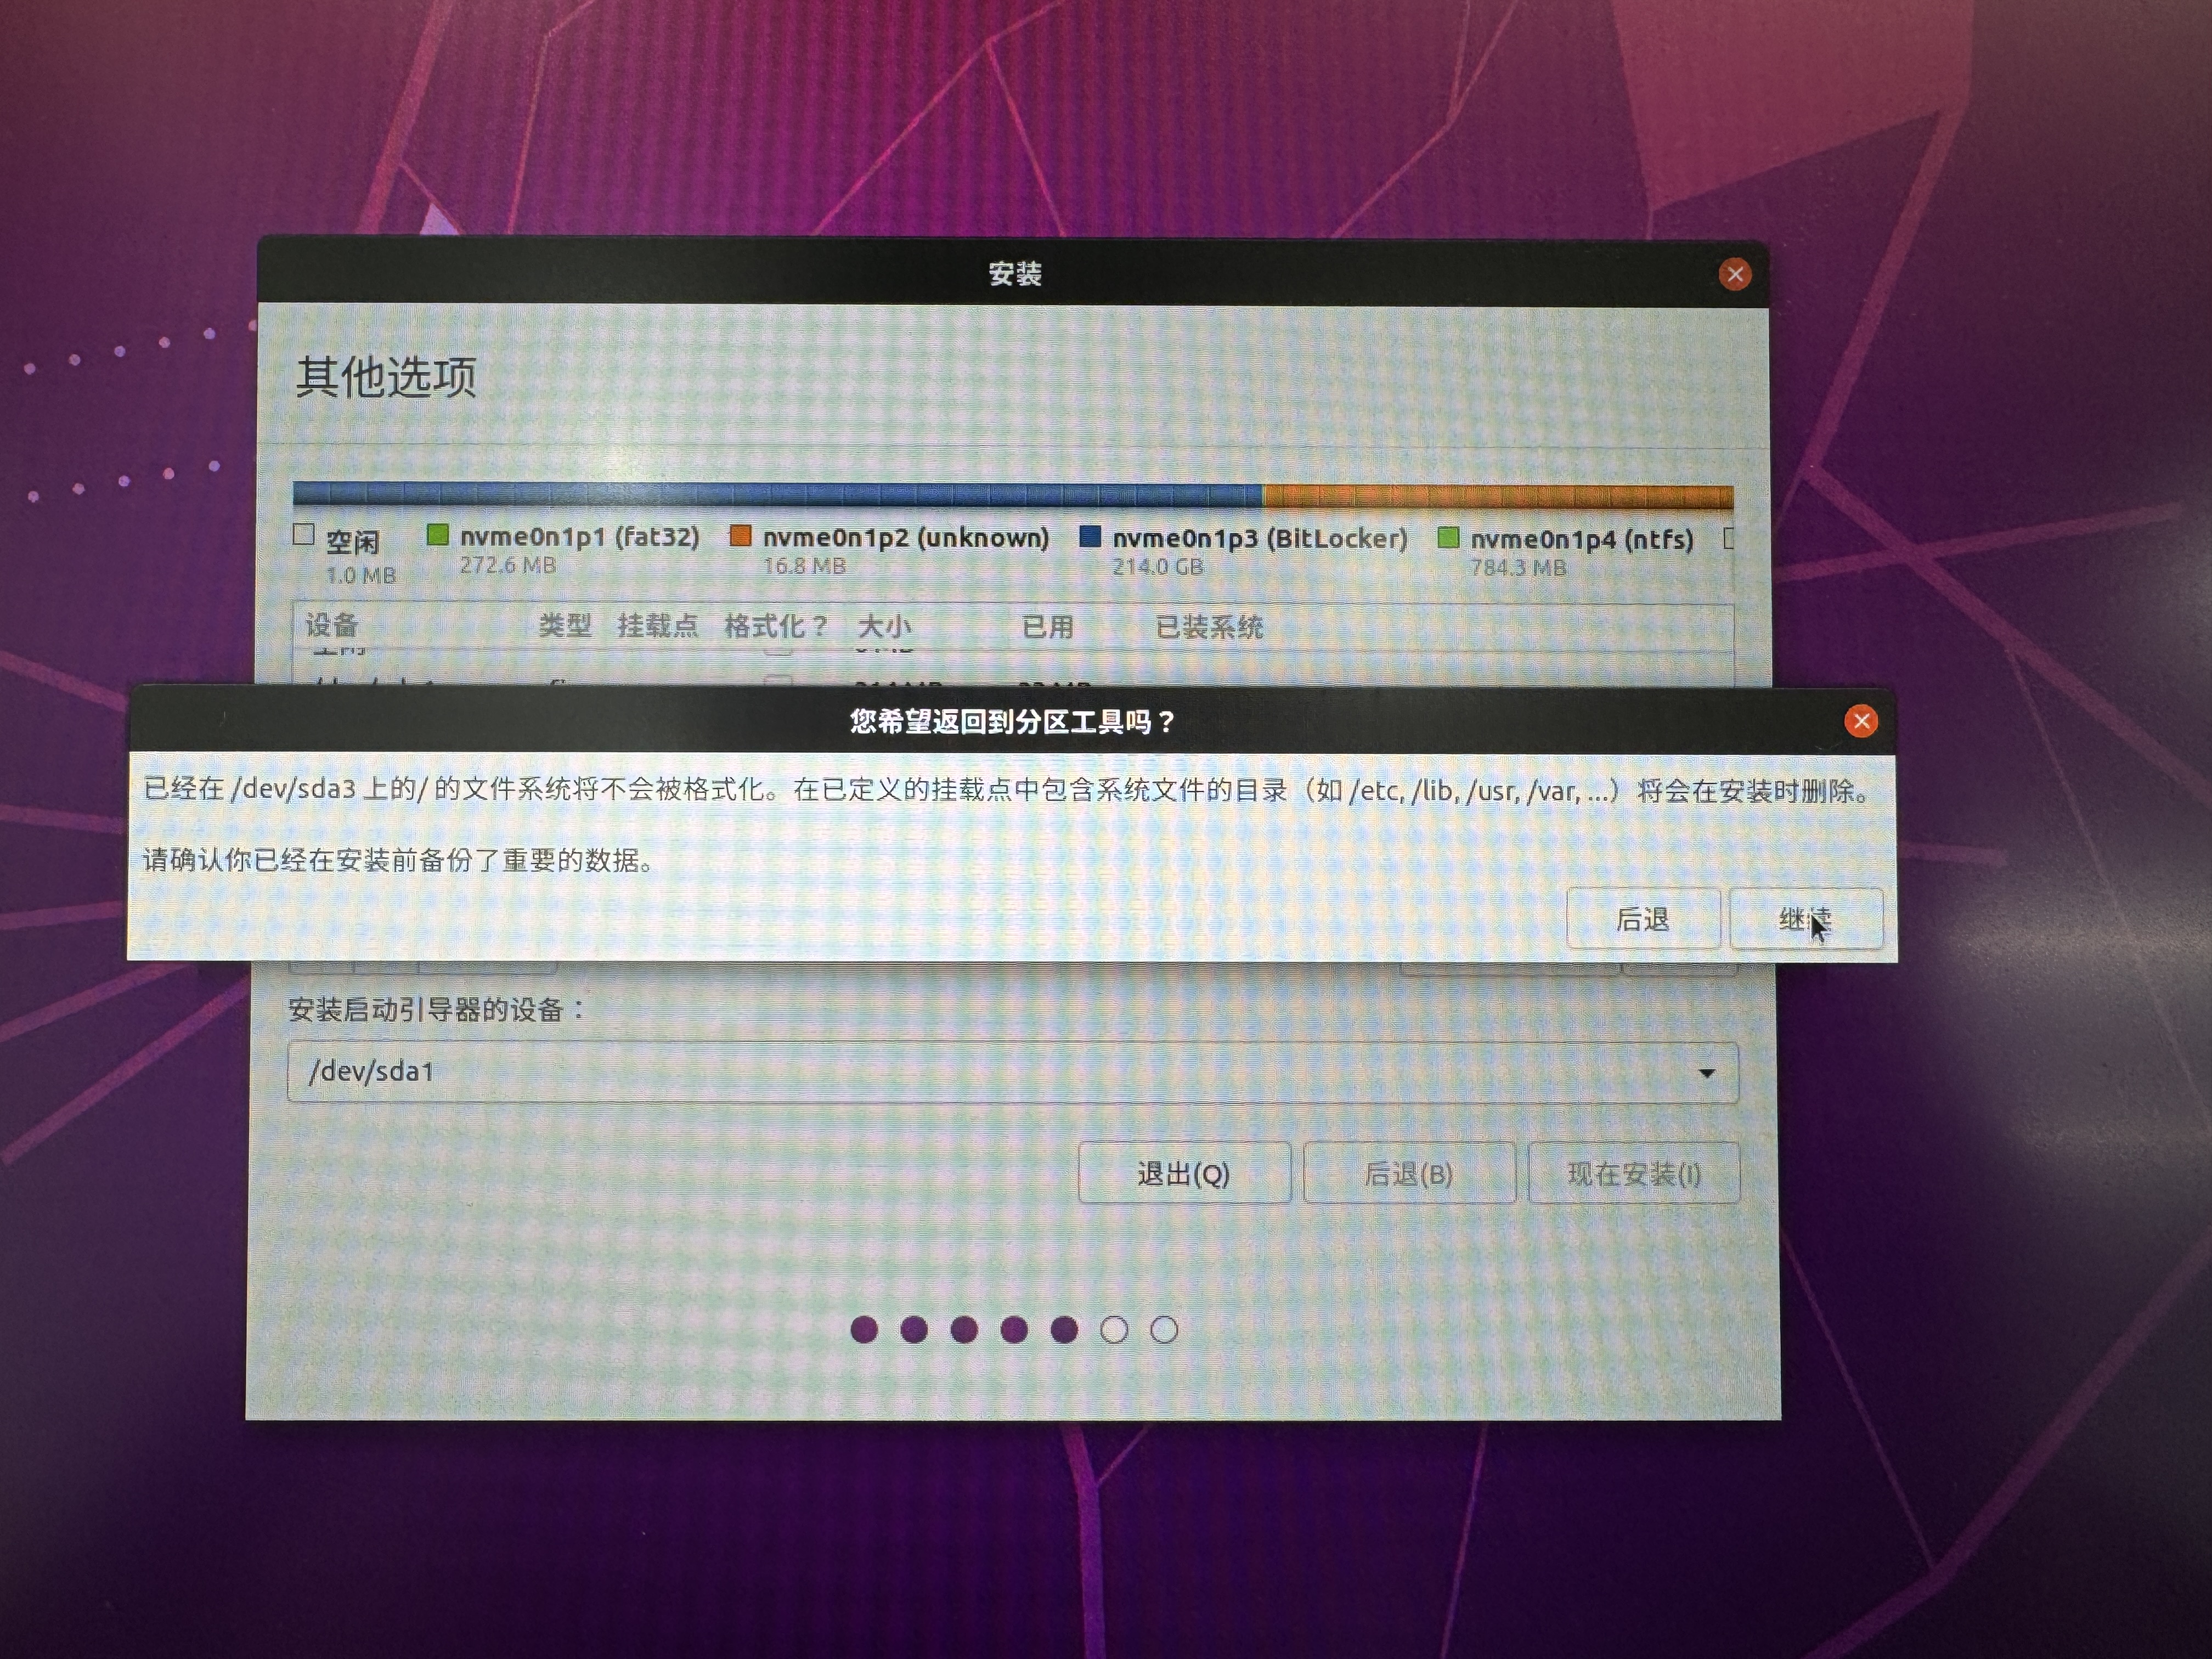 安装
其他选项
空闲 nvme0n1p1 (fat32) nvme0n1p2 (unknown) nvme0n1p3 (BitLocker) nvme0n1p4 (ntfs)
1.0 MB 272.6 MB 16.8 MB 214.0 GB 784.3 MB
设备 类型 挂载点 格式化？ 大小 已用 已装系统
您希望返回到分区工具吗？
已经在 /dev/sda3 上的/ 的文件系统将不会被格式化。在已定义的挂载点中包含系统文件的目录（如 /etc, /lib, /usr, /var, ...）将会在安装时删除。
请确认你已经在安装前备份了重要的数据。
后退 继续
安装启动引导器的设备：
/dev/sda1
退出(Q) 后退(B) 现在安装(I)